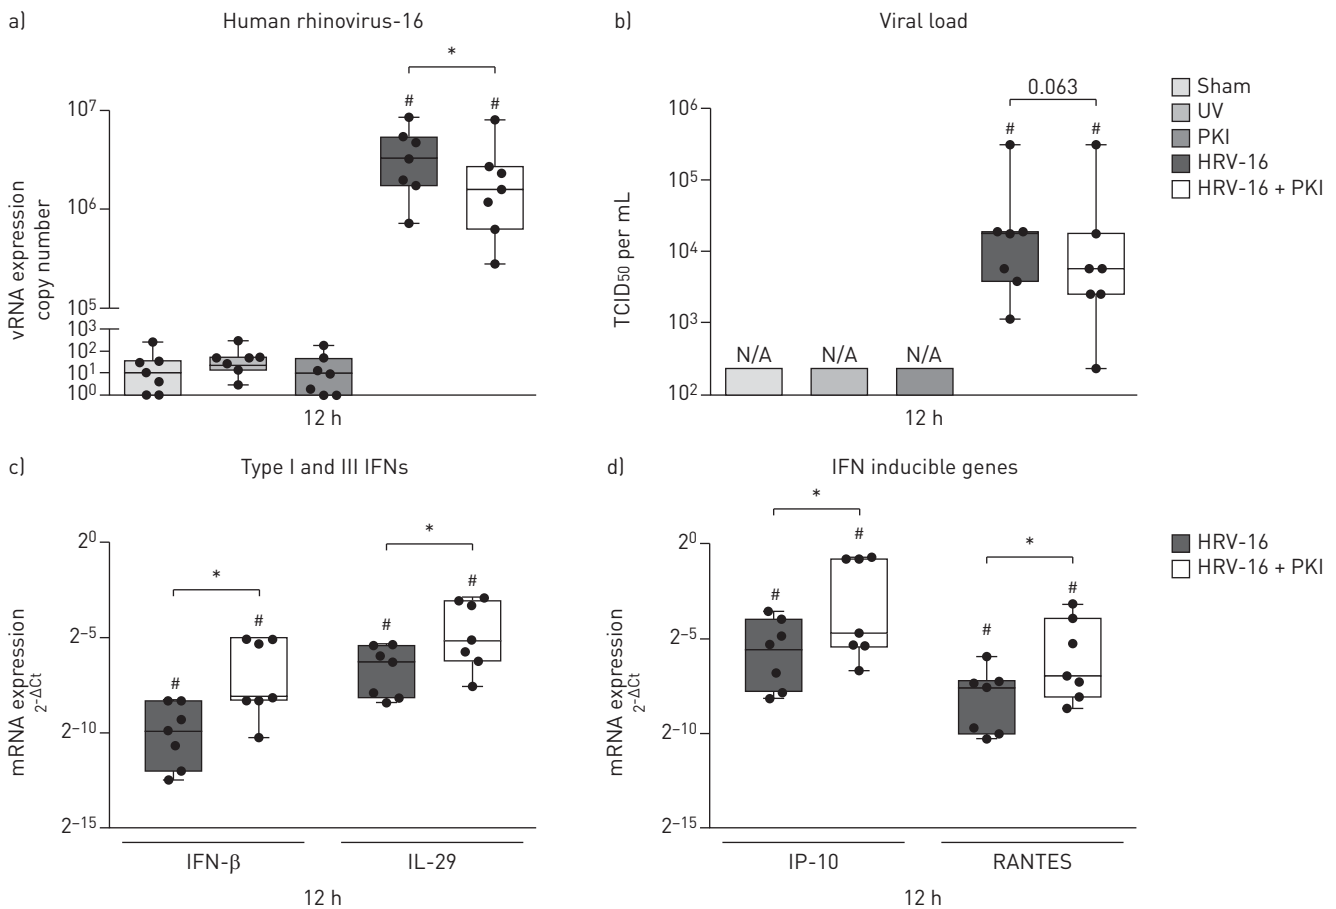 a)
Human rhinovirus-16
*
#
#
10⁷
10⁶
10⁵
10³
10²
10¹
10⁰
vRNA expression
copy number
12 h
b)
Viral load
0.063
#
#
10⁶
10⁵
10⁴
10³
10²
TCID₅₀ per mL
N/A
N/A
N/A
12 h
Sham
UV
PKI
HRV-16
HRV-16 + PKI
c)
Type I and III IFNs
*
*
#
#
#
#
2⁰
2⁻⁵
2⁻¹⁰
2⁻¹⁵
mRNA expression
2⁻ΔCt
IFN-β
IL-29
12 h
d)
IFN inducible genes
*
*
#
#
#
#
2⁰
2⁻⁵
2⁻¹⁰
2⁻¹⁵
mRNA expression
2⁻ΔCt
IP-10
RANTES
12 h
HRV-16
HRV-16 + PKI